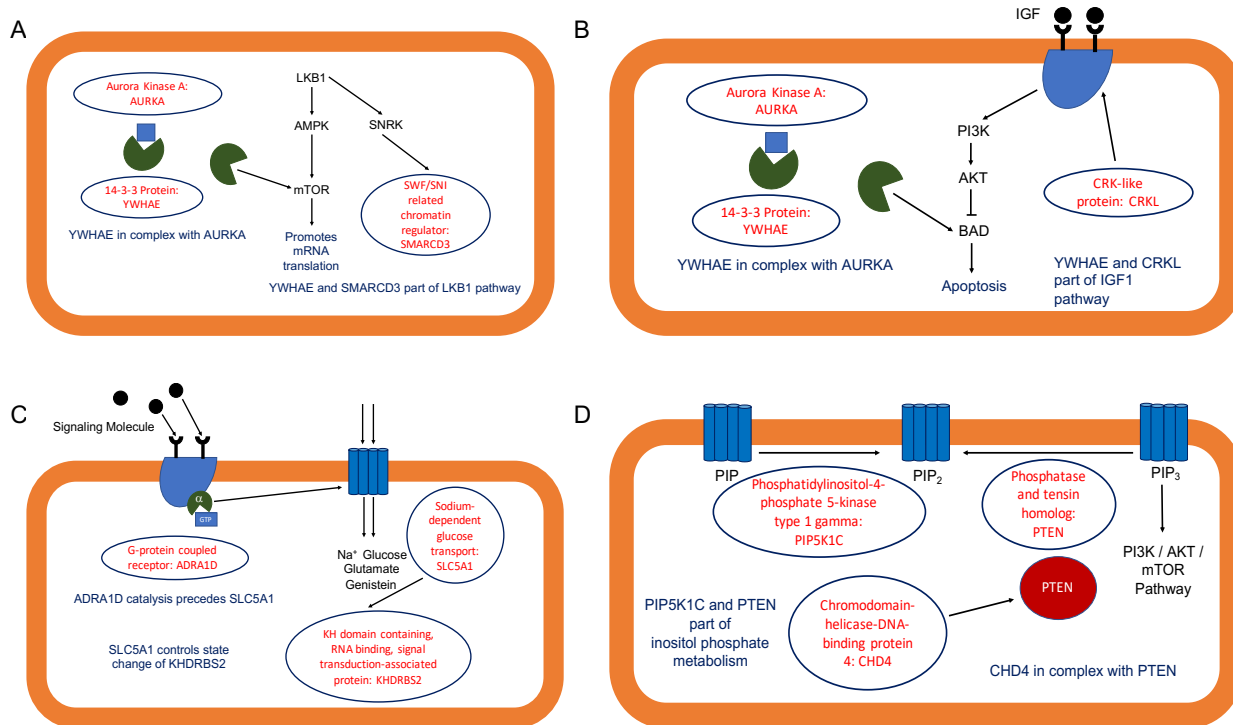 A
Aurora Kinase A:
AURKA
14-3-3 Protein:
YWHAE
YWHAE in complex with AURKA
LKB1
AMPK
SNRK
mTOR
Promotes
mRNA
translation
SWF/SNI
related
chromatin
regulator:
SMARCD3
YWHAE and SMARCD3 part of LKB1 pathway
B
IGF
Aurora Kinase A:
AURKA
14-3-3 Protein:
YWHAE
YWHAE in complex with AURKA
PI3K
AKT
BAD
Apoptosis
CRK-like
protein: CRKL
YWHAE and CRKL
part of IGF1
pathway
C
Signaling Molecule
α
GTP
G-protein coupled
receptor: ADRA1D
ADRA1D catalysis precedes SLC5A1
Na⁺ Glucose
Glutamate
Genistein
Sodium-
dependent
glucose
transport:
SLC5A1
SLC5A1 controls state
change of KHDRBS2
KH domain containing,
RNA binding, signal
transduction-associated
protein: KHDRBS2
D
PIP
PIP₂
PIP₃
Phosphatidylinositol-4-
phosphate 5-kinase
type 1 gamma:
PIP5K1C
Phosphatase
and tensin
homolog:
PTEN
PI3K / AKT /
mTOR
Pathway
PTEN
PIP5K1C and PTEN
part of
inositol phosphate
metabolism
Chromodomain-
helicase-DNA-
binding protein
4: CHD4
CHD4 in complex with PTEN